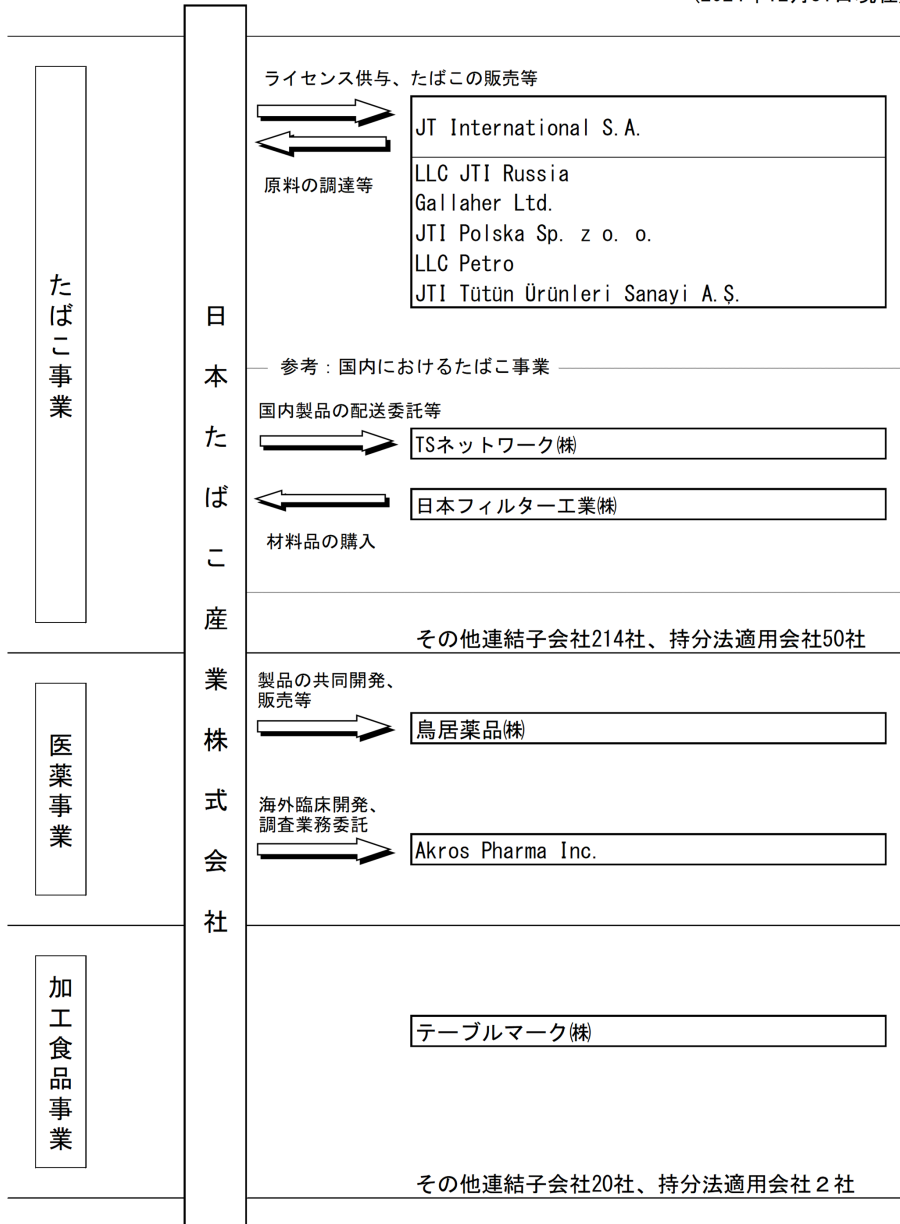 たばこ事業
日本たばこ産業株式会社
ライセンス供与、たばこの販売等
JT International S.A.
原料の調達等
LLC JTI Russia
Gallaher Ltd.
JTI Polska Sp. z o. o.
LLC Petro
JTI Tütün Ürünleri Sanayi A.Ş.
参考：国内におけるたばこ事業
国内製品の配送委託等
TSネットワーク㈱
日本フィルター工業㈱
材料品の購入
その他連結子会社214社、持分法適用会社50社
医薬事業
製品の共同開発、
販売等
鳥居薬品㈱
海外臨床開発、
調査業務委託
Akros Pharma Inc.
加工食品事業
テーブルマーク㈱
その他連結子会社20社、持分法適用会社２社